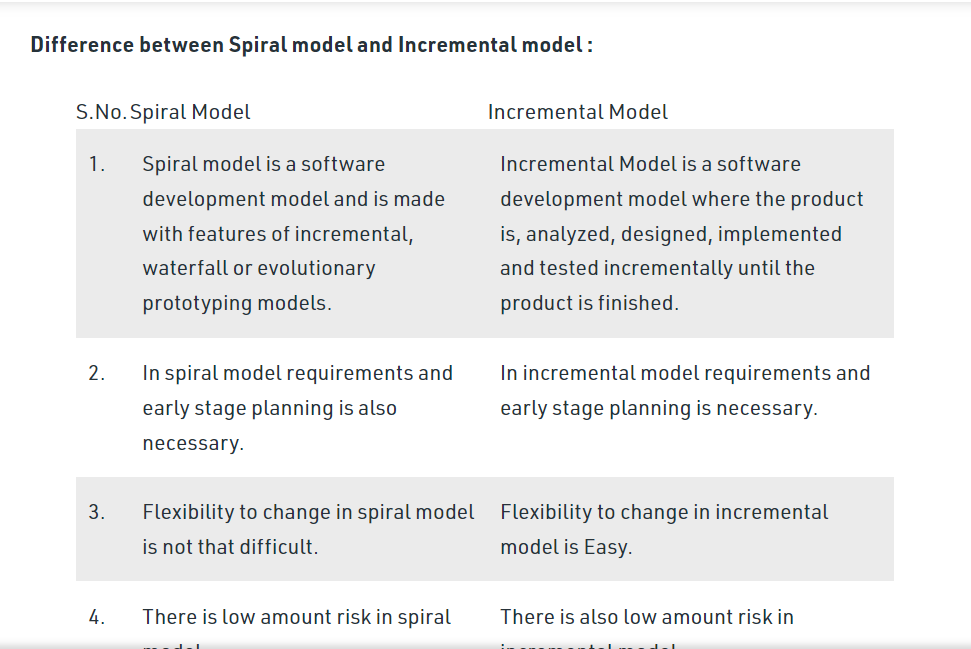 Difference between Spiral model and Incremental model :
S.No. Spiral Model Incremental Model
1. Spiral model is a software Incremental Model is a software
development model and is made development model where the product
with features of incremental, is, analyzed, designed, implemented
waterfall or evolutionary and tested incrementally until the
prototyping models. product is finished.
2. In spiral model requirements and In incremental model requirements and
early stage planning is also early stage planning is necessary.
necessary.
3. Flexibility to change in spiral model Flexibility to change in incremental
is not that difficult. model is Easy.
4. There is low amount risk in spiral There is also low amount risk in
model incremental model